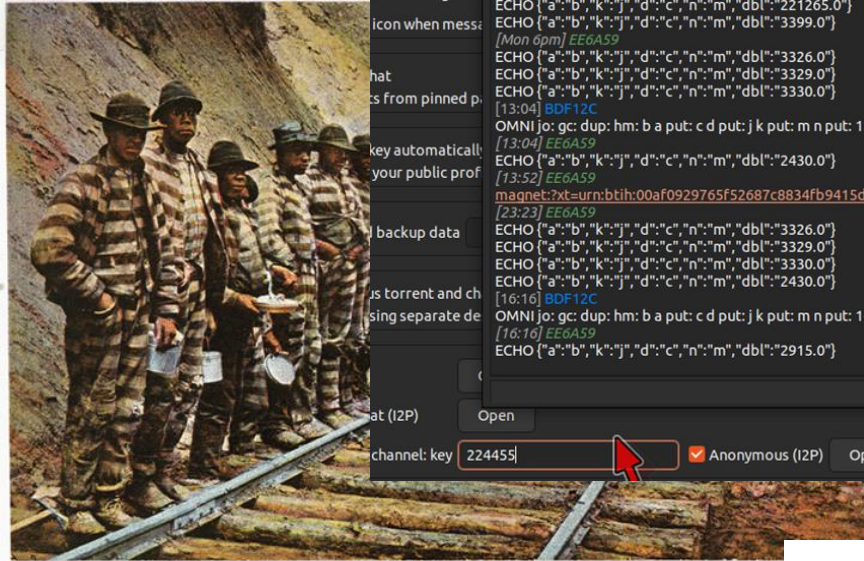 icon when messa
hat
s from pinned pa
key automatically
your public prof
backup data
us torrent and ch
sing separate de
at (I2P)
Open
channel: key
224455
Anonymous (I2P)
Op
ECHO {"a":"b","k":"j","d":"c","n":"m","dbl":"221265.0"}
ECHO {"a":"b","k":"j","d":"c","n":"m","dbl":"3399.0"}
[Mon 6pm] EE6A59
ECHO {"a":"b","k":"j","d":"c","n":"m","dbl":"3326.0"}
ECHO {"a":"b","k":"j","d":"c","n":"m","dbl":"3329.0"}
ECHO {"a":"b","k":"j","d":"c","n":"m","dbl":"3330.0"}
[13:04] BDF12C
OMNI jo: gc: dup: hm: b a put: c d put: j k put: m n put: 1
[13:04] EE6A59
ECHO {"a":"b","k":"j","d":"c","n":"m","dbl":"2430.0"}
[13:52] EE6A59
magnet:?xt=urn:btih:00af0929765f52687c8834fb9415d
[23:23] EE6A59
ECHO {"a":"b","k":"j","d":"c","n":"m","dbl":"3326.0"}
ECHO {"a":"b","k":"j","d":"c","n":"m","dbl":"3329.0"}
ECHO {"a":"b","k":"j","d":"c","n":"m","dbl":"3330.0"}
ECHO {"a":"b","k":"j","d":"c","n":"m","dbl":"2430.0"}
[16:16] BDF12C
OMNI jo: gc: dup: hm: b a put: c d put: j k put: m n put: 1
[16:16] EE6A59
ECHO {"a":"b","k":"j","d":"c","n":"m","dbl":"2915.0"}